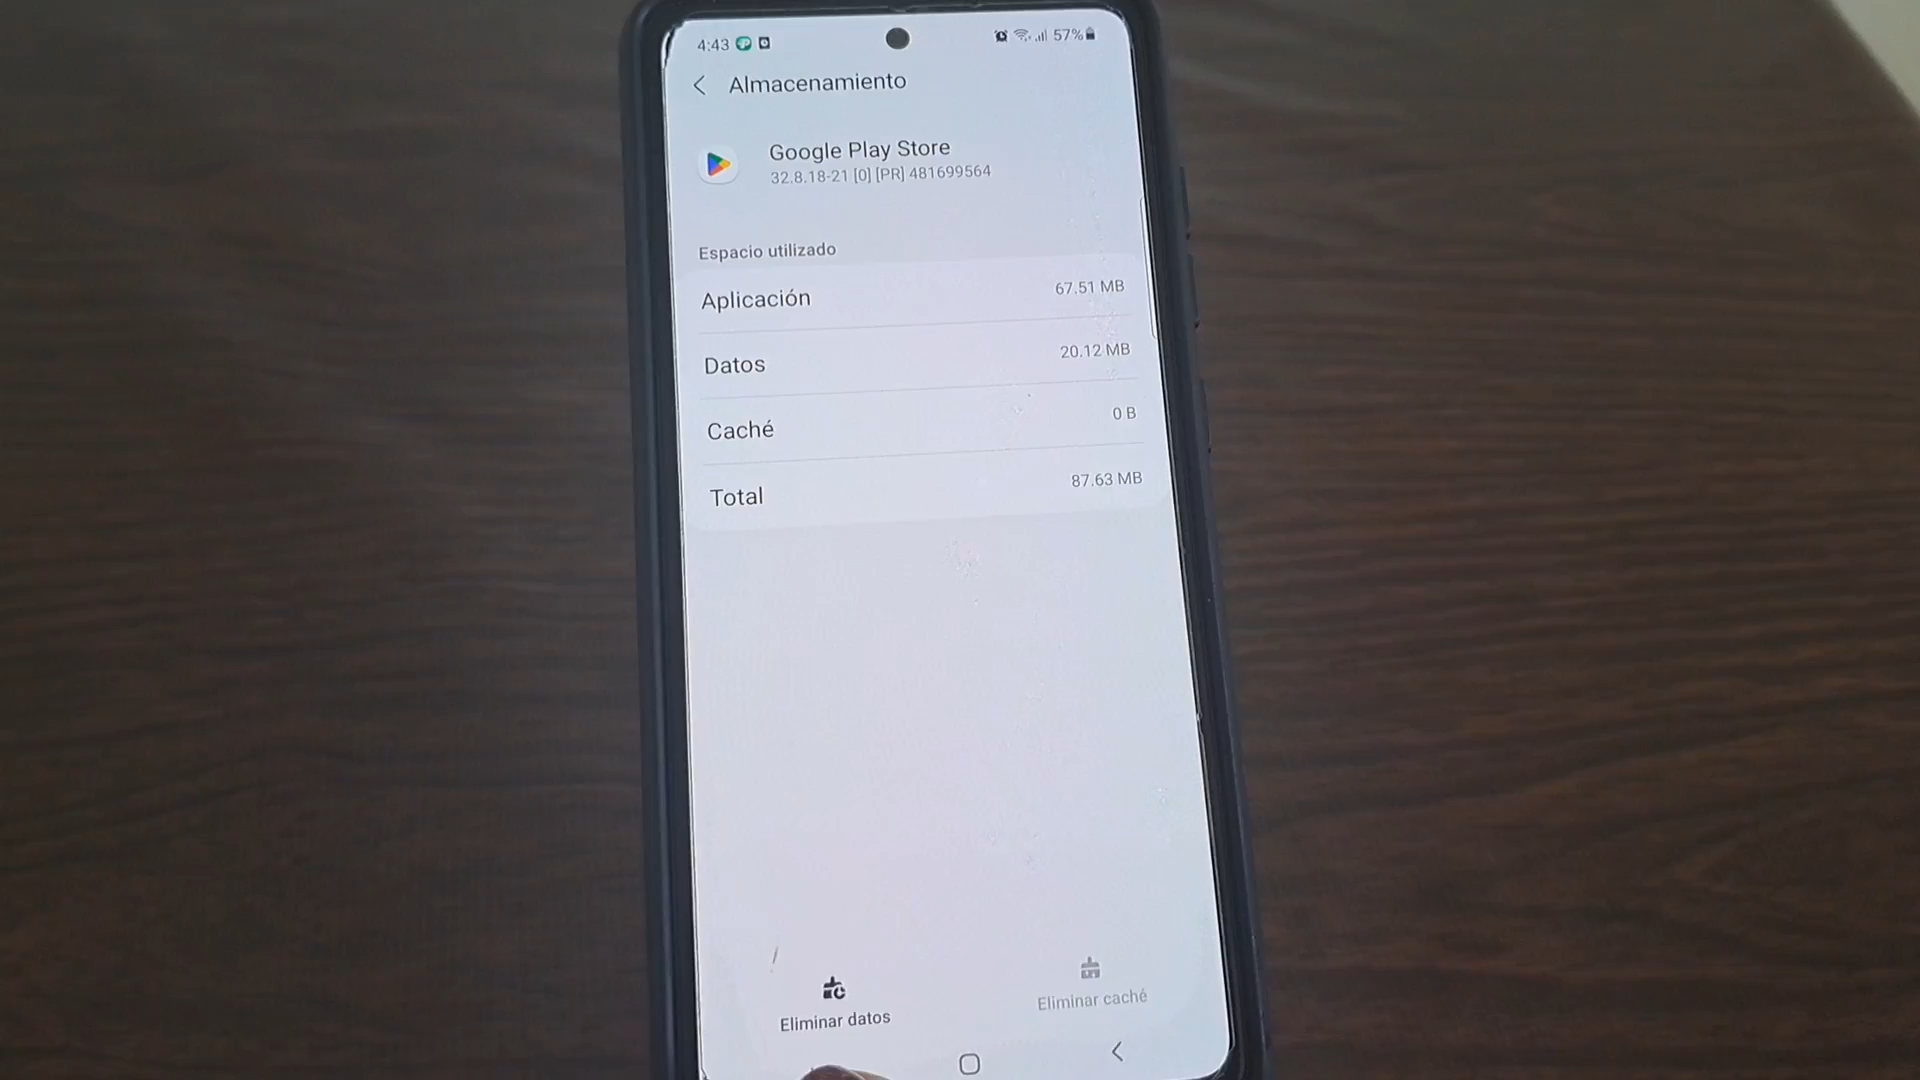 4:43 57%
Almacenamiento
Google Play Store
32.8.18-21 [0] [PR] 481699564
Espacio utilizado
Aplicación 67.51 MB
Datos 20.12 MB
Caché 0 B
Total 87.63 MB
Eliminar datos
Eliminar caché